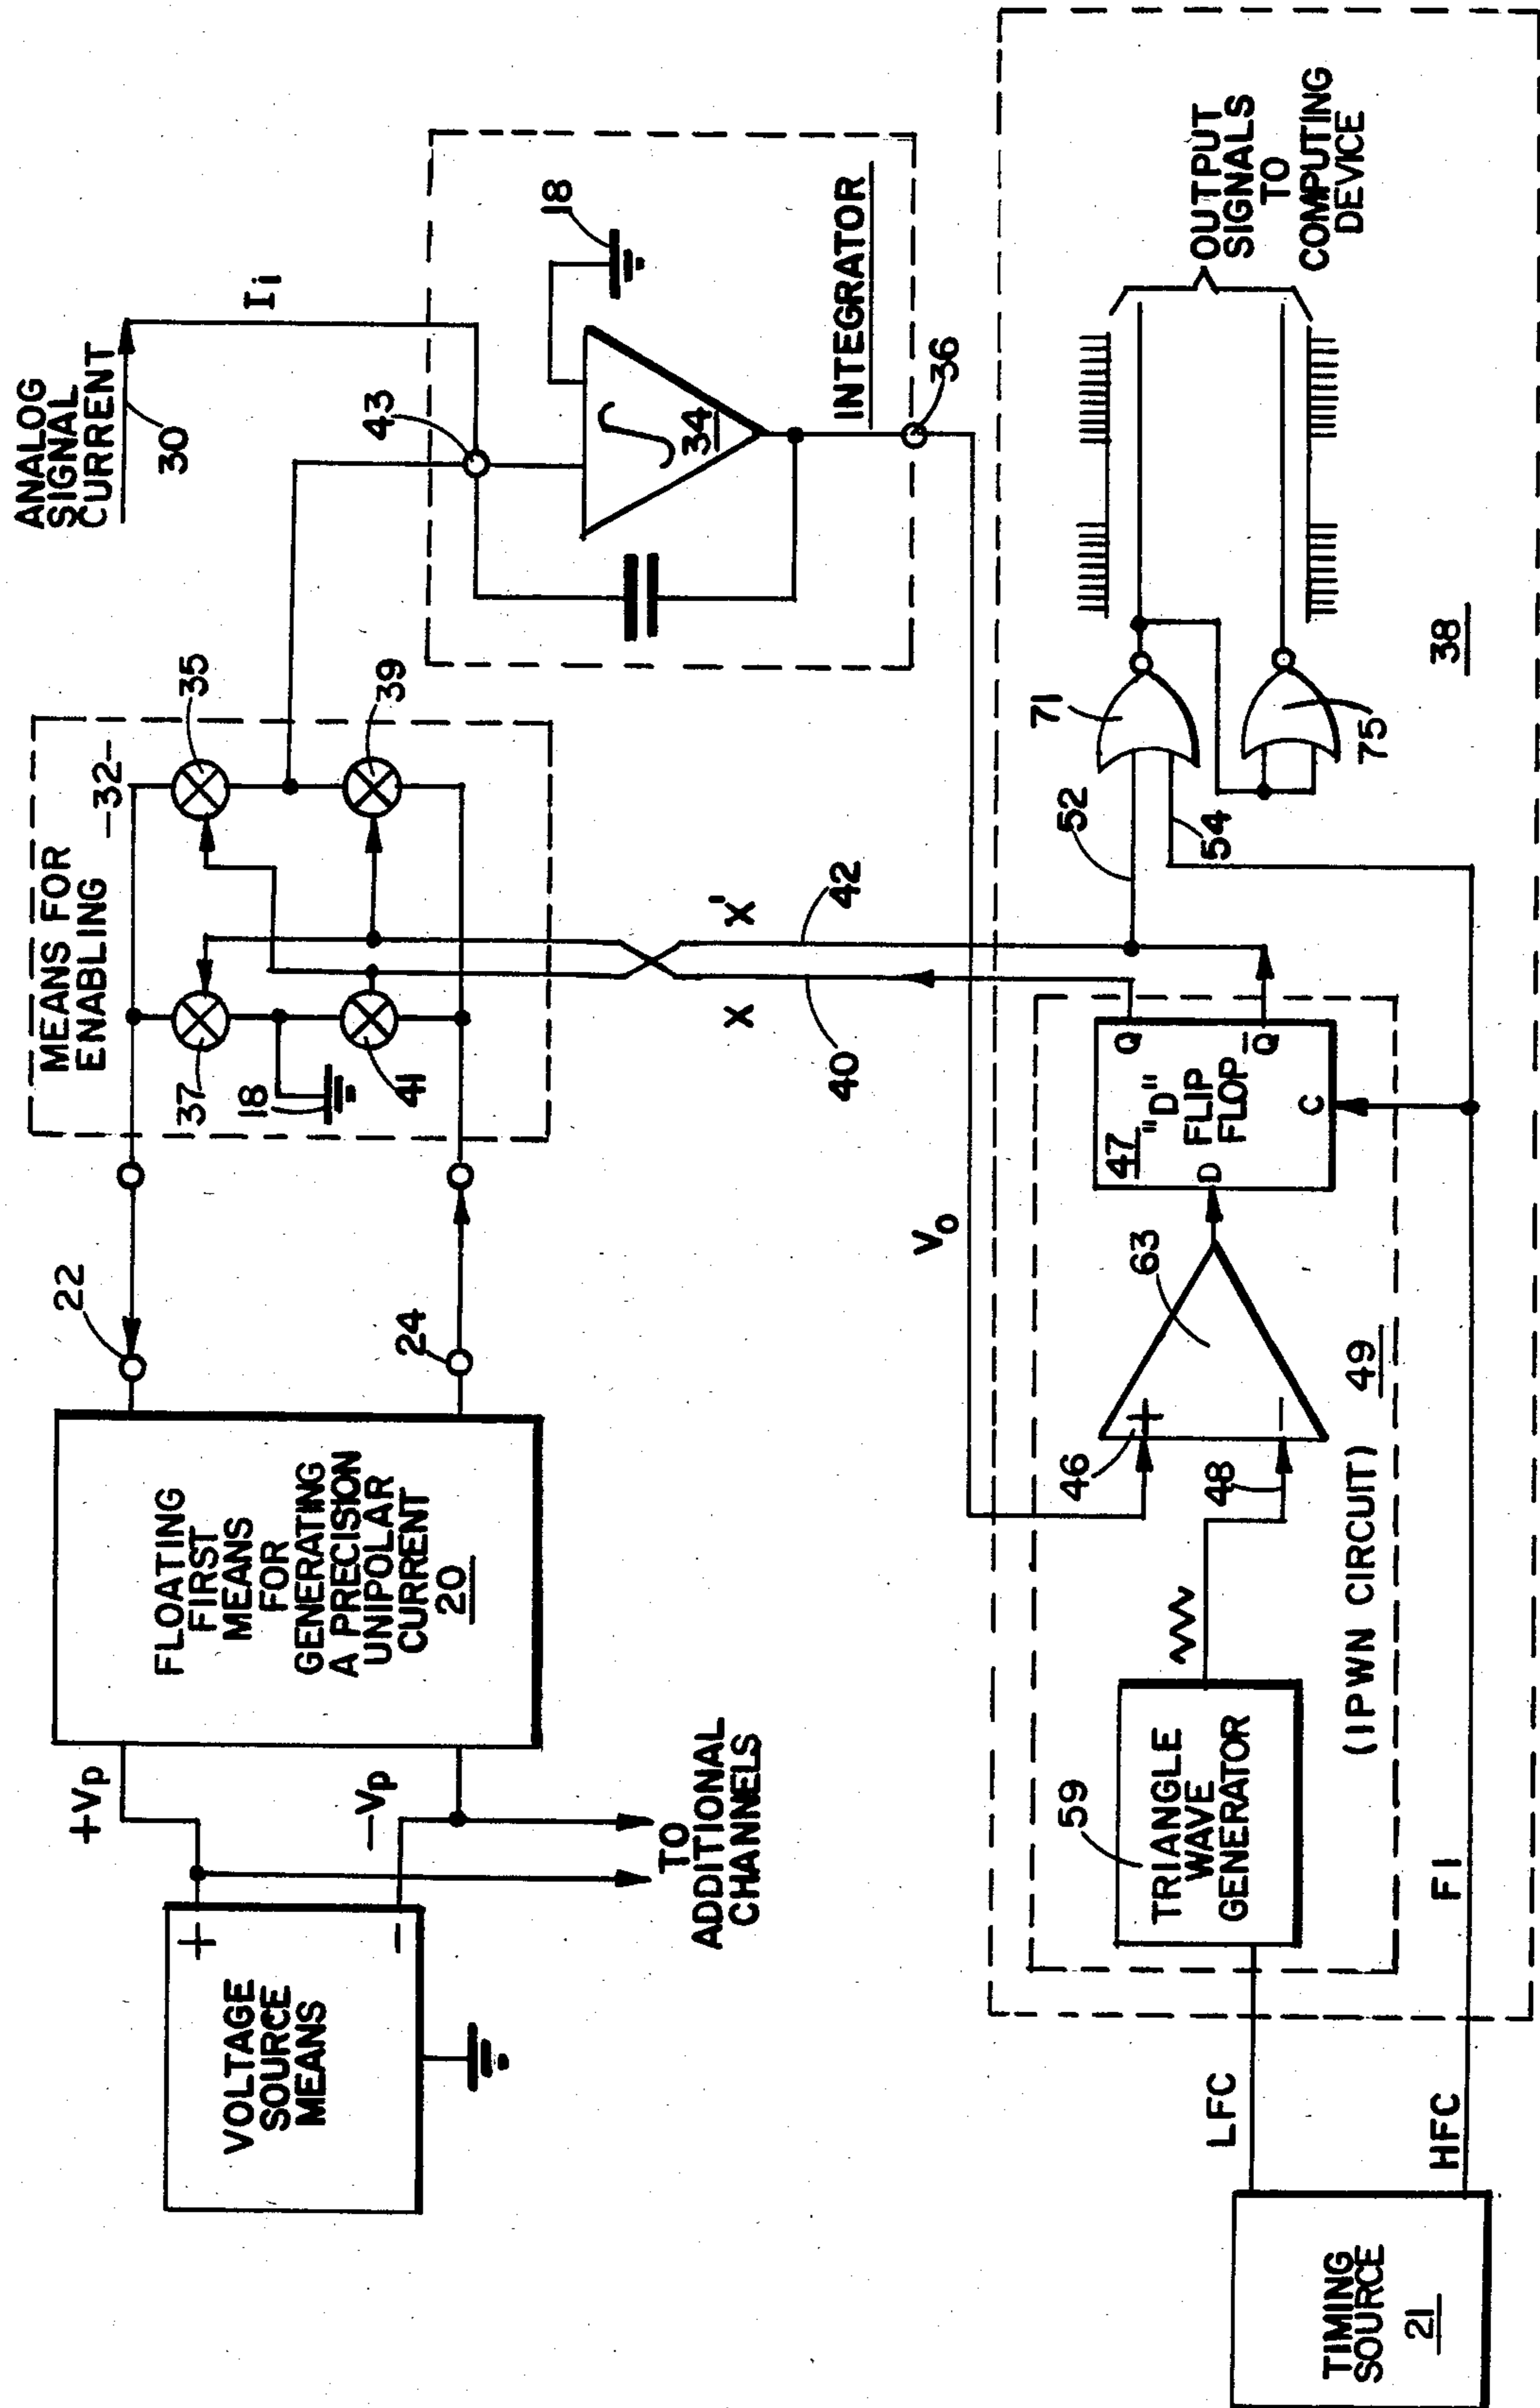 VOLTAGE
SOURCE
MEANS
+
−
+Vp
−Vp
TO
ADDITIONAL
CHANNELS
FLOATING
FIRST
MEANS
FOR
GENERATING
A PRECISION
UNIPOLAR
CURRENT
20
22
24
MEANS FOR
ENABLING
-32-
37
35
18
41
39
ANALOG
SIGNAL
CURRENT
30
Ii
43
18
∫
34
INTEGRATOR
36
X
X'
40
42
Vo
TIMING
SOURCE
21
LFC
HFC
F1
59
TRIANGLE
WAVE
GENERATOR
46
48
+
−
63
(IPWN CIRCUIT)
49
47
"D"
FLIP
FLOP
D
Q
Q̄
C
52
54
71
75
38
OUTPUT
SIGNALS
TO
COMPUTING
DEVICE